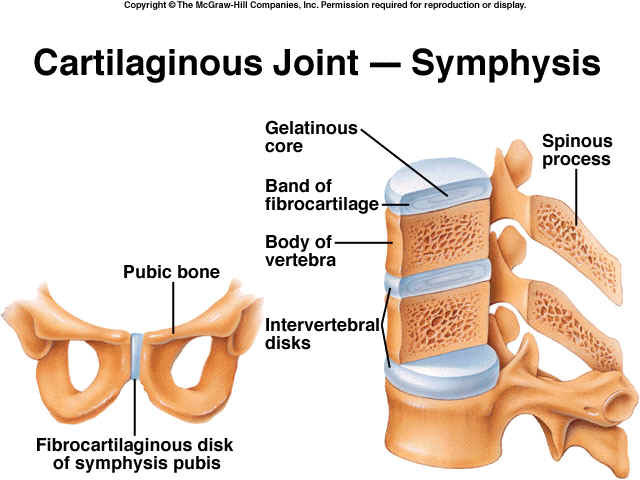 Copyright © The McGraw-Hill Companies, Inc. Permission required for reproduction or display.
Cartilaginous Joint — Symphysis
Gelatinous
core
Spinous
process
Band of
fibrocartilage
Body of
vertebra
Pubic bone
Intervertebral
disks
Fibrocartilaginous disk
of symphysis pubis